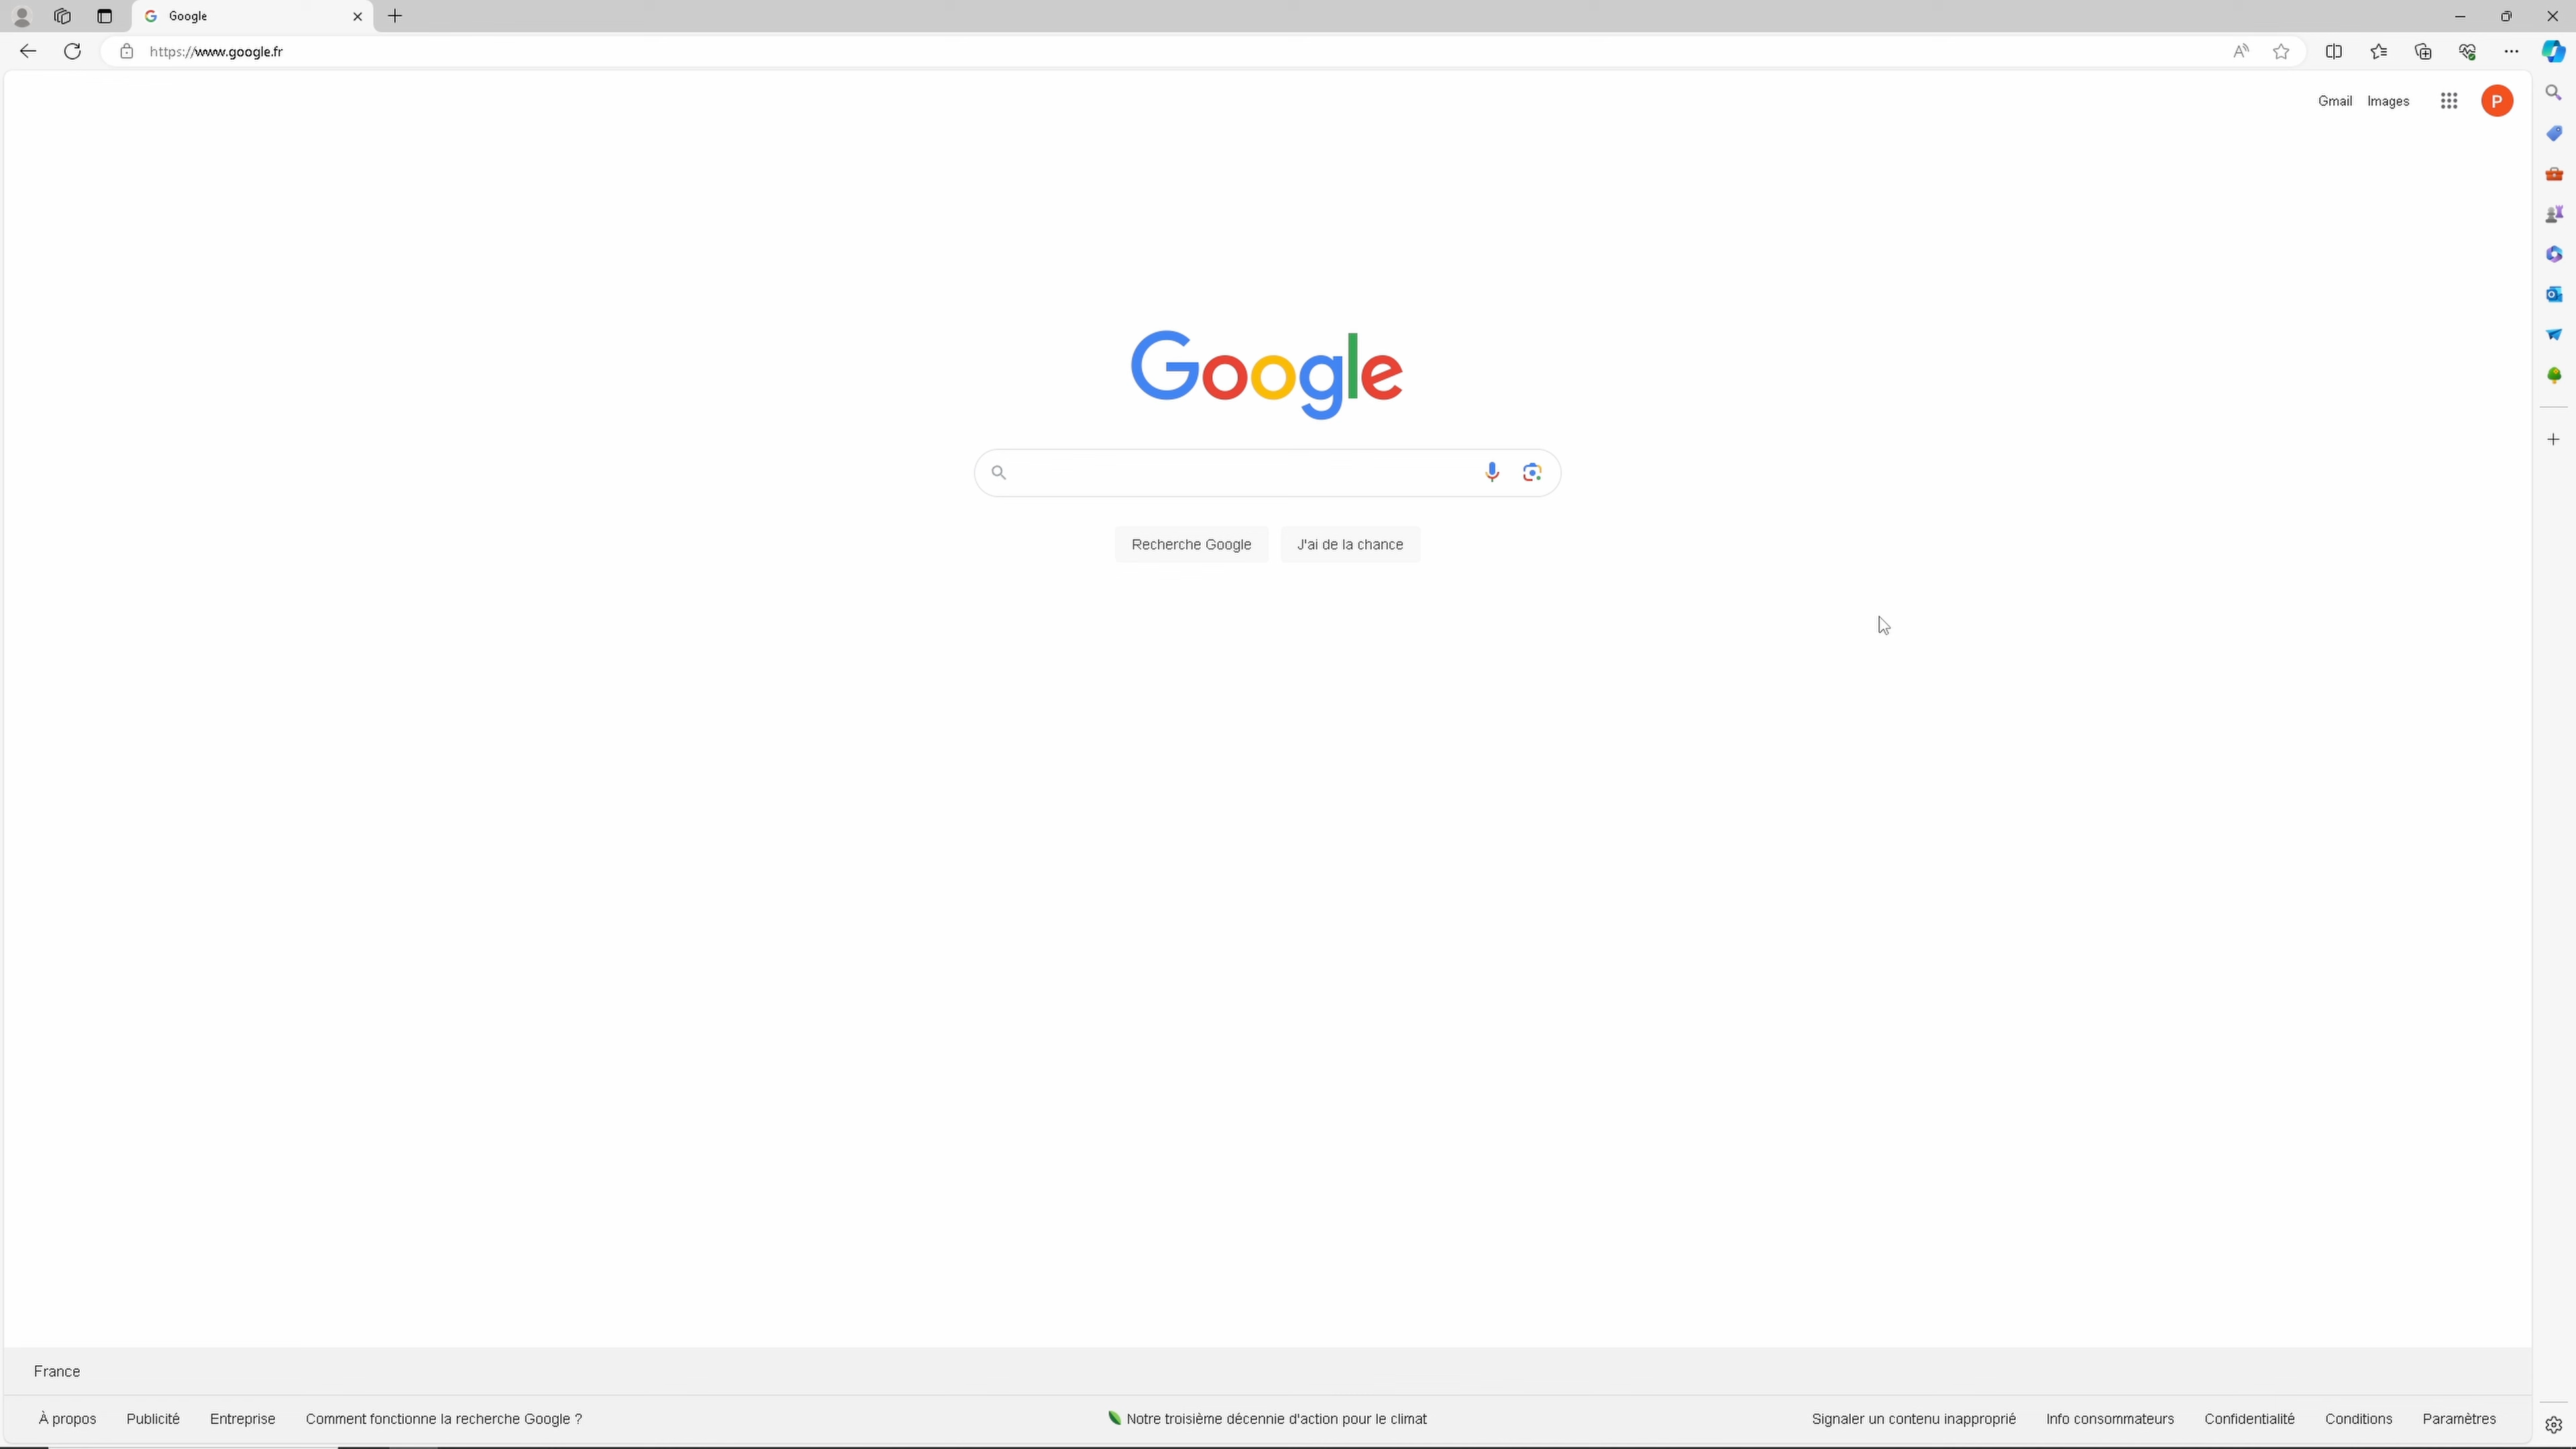 Google
https://www.google.fr
Gmail Images P
Google
Recherche Google J'ai de la chance
France
À propos Publicité Entreprise Comment fonctionne la recherche Google ? Notre troisième décennie d'action pour le climat Signaler un contenu inapproprié Info consommateurs Confidentialité Conditions Paramètres